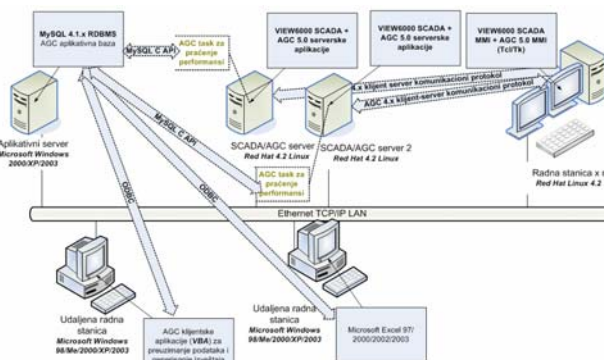 MySQL 4.1.x RDBMS
AGC aplikativna baza
MySQL C API
AGC task za
praćenje
performansi
VIEW6000 SCADA +
AGC 5.0 serverske
aplikacije
VIEW6000 SCADA +
AGC 5.0 serverske
aplikacije
VIEW6000 SCADA
MMI + AGC 5.0 MMI
(Tcl/Tk)
4.x klijent server komunikacioni protokol
AGC 4.x klijent-server komunikacioni protokol
Aplikativni server
Microsoft Windows
2000/XP/2003
MySQL C API
SCADA/AGC server
Red Hat 4.2 Linux
SCADA/AGC server 2
Red Hat 4.2 Linux
Radna stanica x
Red Hat Linux 4.2
AGC task za
praćenje
performansi
ODBC
ODBC
Ethernet TCP/IP LAN
Udaljena radna
stanica
Microsoft Windows
98/Me/2000/XP/2003
AGC klijentske
aplikacije (VBA) za
preuzimanje podataka i
generisanje izveštaja
Udaljena radna
stanica
Microsoft Windows
98/Me/2000/XP/2003
Microsoft Excel 97/
2000/2002/2003